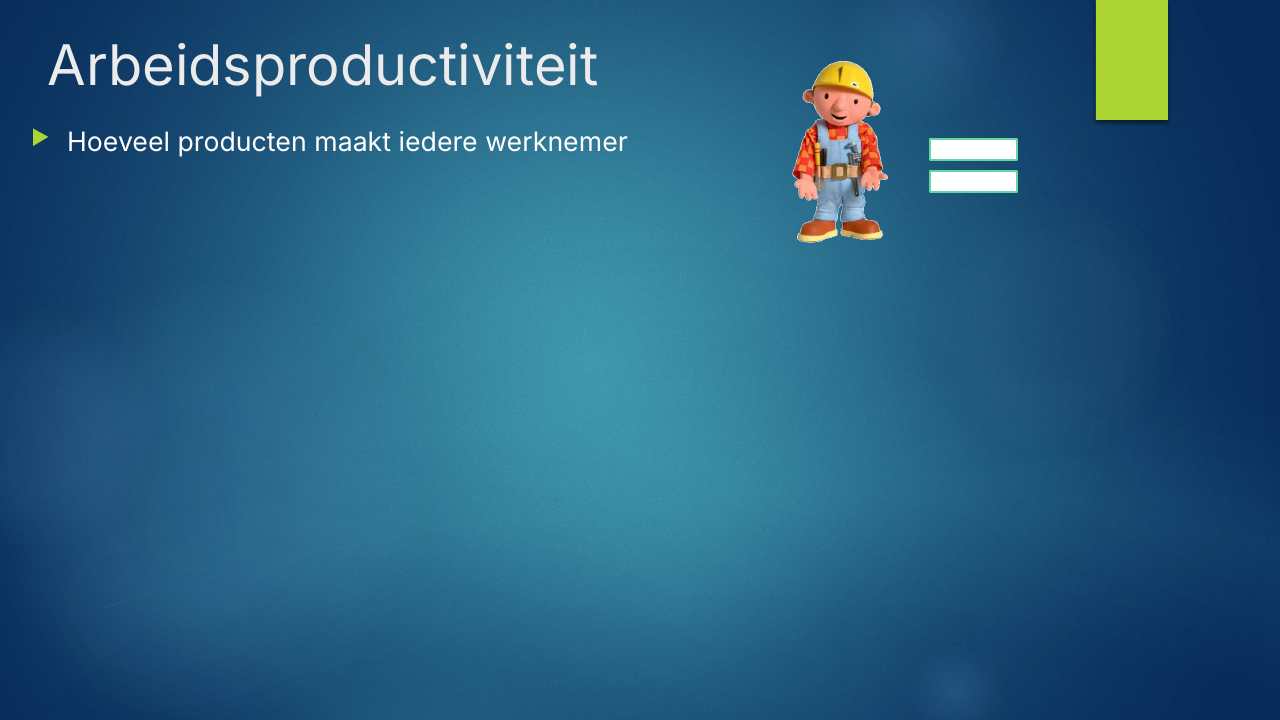 Arbeidsproductiviteit
Hoeveel producten maakt iedere werknemer